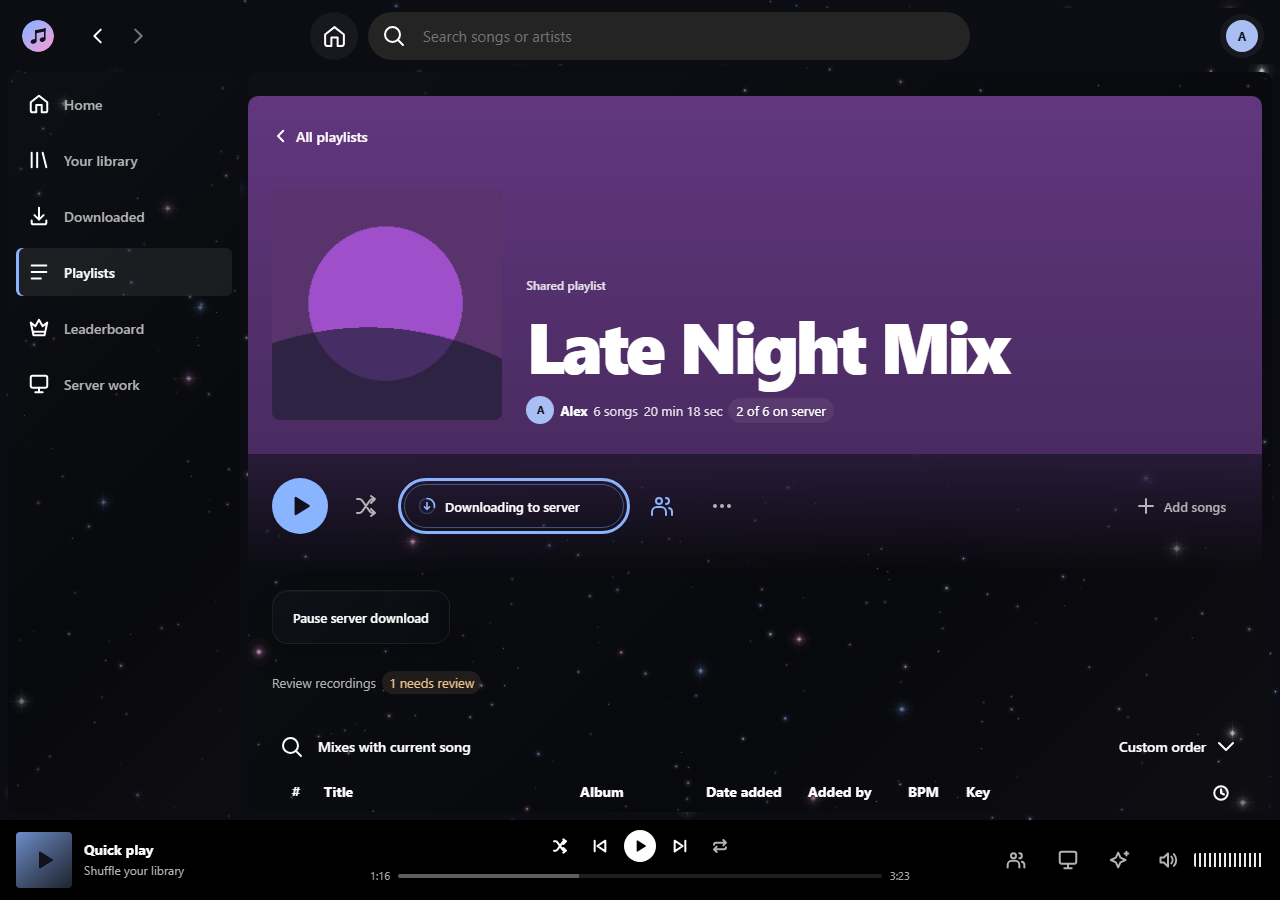 Search songs or artists
A
Home
Your library
Downloaded
Playlists
Leaderboard
Server work
All playlists
Shared playlist
Late Night Mix
A Alex 6 songs 20 min 18 sec 2 of 6 on server
Downloading to server
Add songs
Pause server download
Review recordings 1 needs review
Mixes with current song
Custom order
# Title Album Date added Added by BPM Key
Quick play
Shuffle your library
1:16
3:23